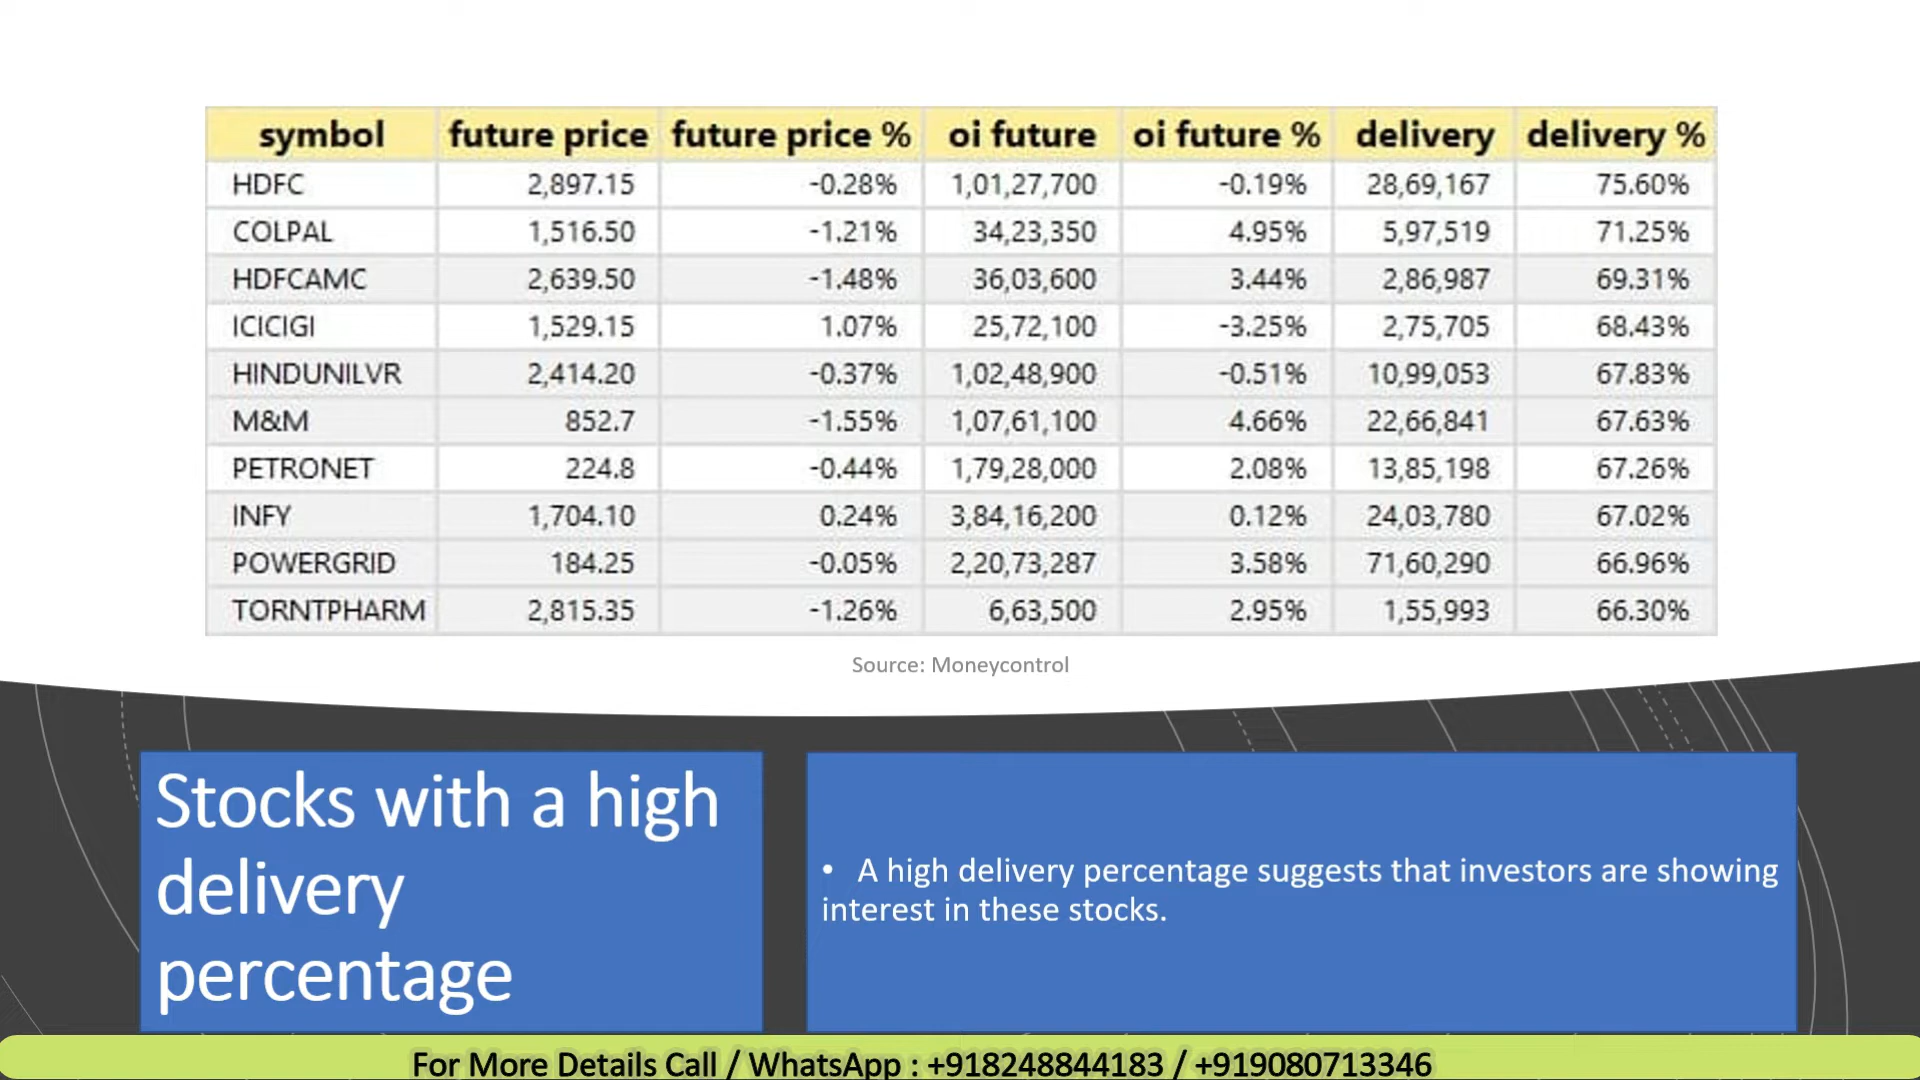 symbol future price future price % oi future oi future % delivery delivery %
HDFC 2,897.15 -0.28% 1,01,27,700 -0.19% 28,69,167 75.60%
COLPAL 1,516.50 -1.21% 34,23,350 4.95% 5,97,519 71.25%
HDFCAMC 2,639.50 -1.48% 36,03,600 3.44% 2,86,987 69.31%
ICICIGI 1,529.15 1.07% 25,72,100 -3.25% 2,75,705 68.43%
HINDUNILVR 2,414.20 -0.37% 1,02,48,900 -0.51% 10,99,053 67.83%
M&M 852.7 -1.55% 1,07,61,100 4.66% 22,66,841 67.63%
PETRONET 224.8 -0.44% 1,79,28,000 2.08% 13,85,198 67.26%
INFY 1,704.10 0.24% 3,84,16,200 0.12% 24,03,780 67.02%
POWERGRID 184.25 -0.05% 2,20,73,287 3.58% 71,60,290 66.96%
TORNTPHARM 2,815.35 -1.26% 6,63,500 2.95% 1,55,993 66.30%
Source: Moneycontrol
Stocks with a high
delivery
percentage
• A high delivery percentage suggests that investors are showing
interest in these stocks.
For More Details Call / WhatsApp : +918248844183 / +919080713346